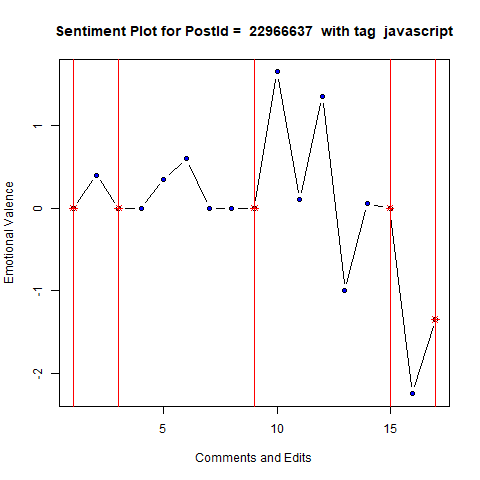 Sentiment Plot for PostId =  22966637  with tag  javascript
Emotional Valence
1
0
-1
-2
5
10
15
Comments and Edits